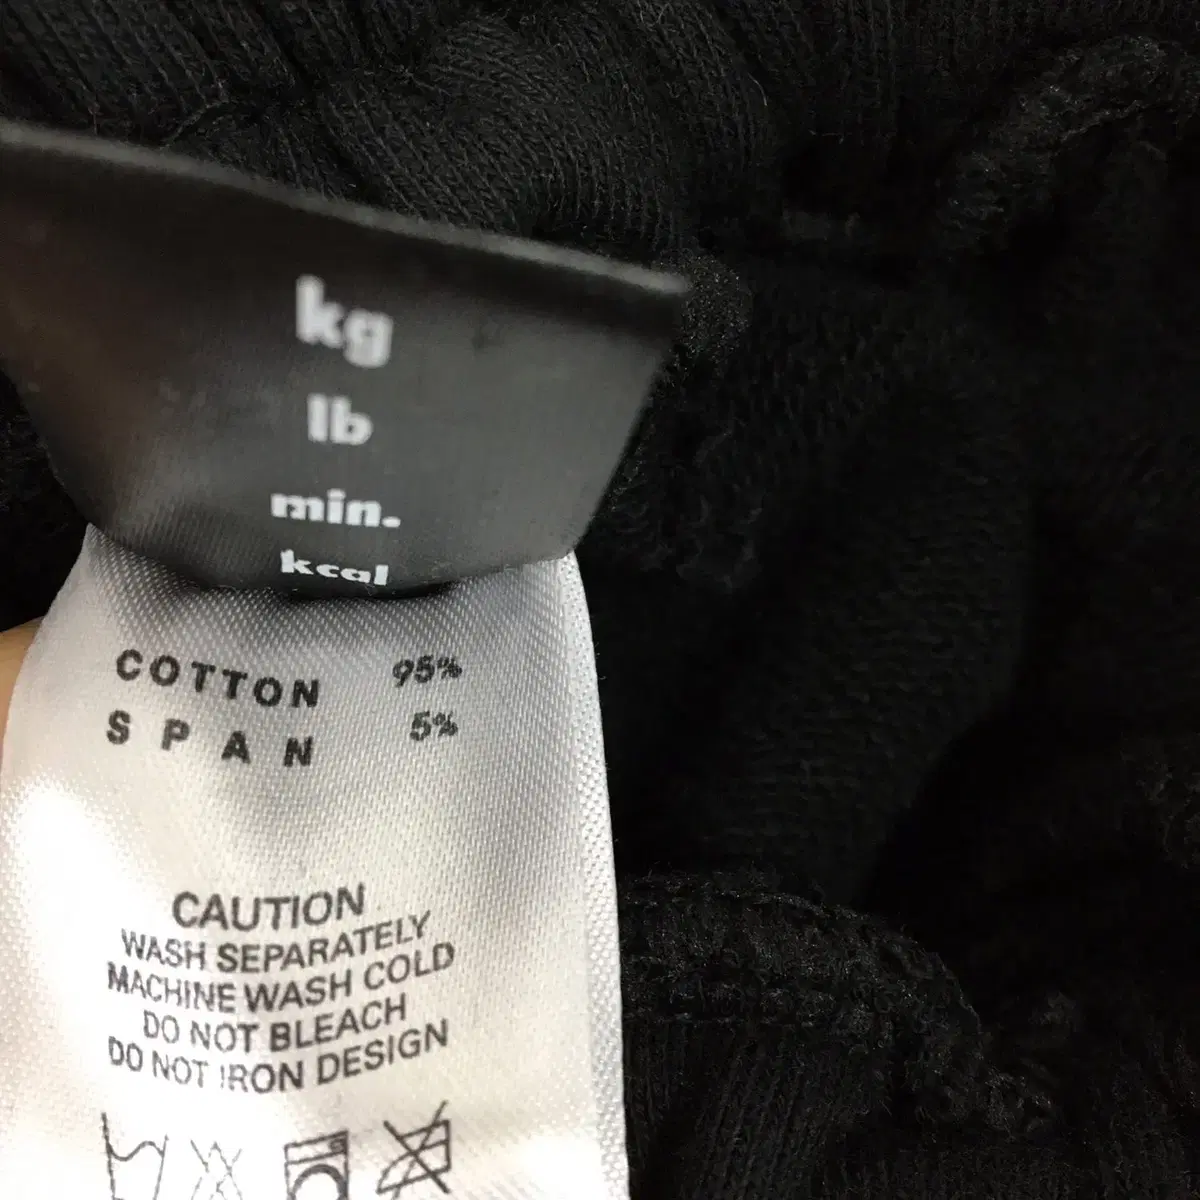 kg
lb
min.
kcal
COTTON 95%
SPAN 5%
CAUTION
WASH SEPARATELY
MACHINE WASH COLD
DO NOT BLEACH
DO NOT IRON DESIGN